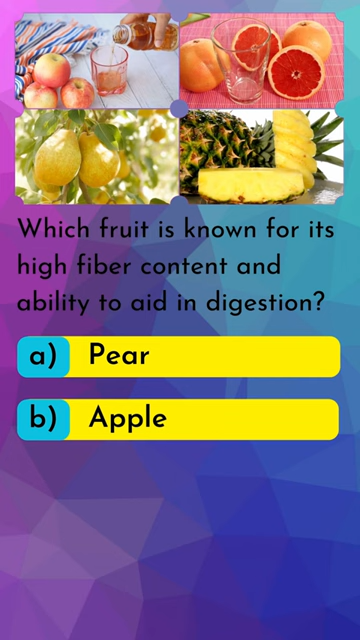 Which fruit is known for its
high fiber content and
ability to aid in digestion?
a) Pear
b) Apple